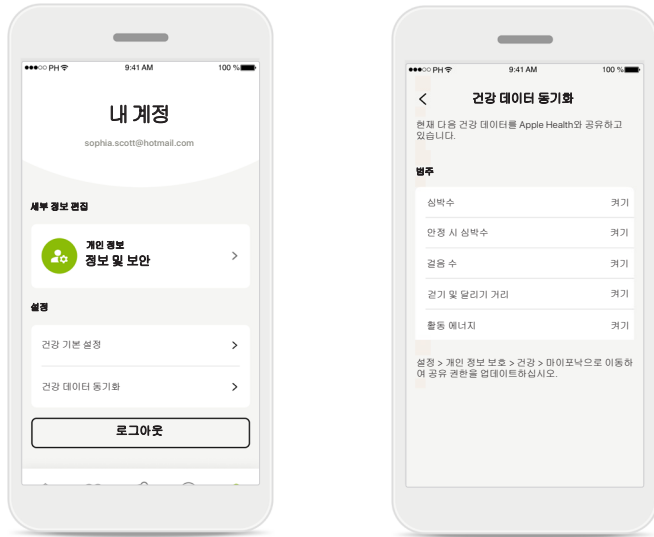 PH
9:41 AM
100 %
내 계정
sophia.scott@hotmail.com
세부 정보 편집
개인 정보
정보 및 보안
설정
건강 기본 설정
건강 데이터 동기화
로그아웃
PH
9:41 AM
100 %
건강 데이터 동기화
현재 다음 건강 데이터를 Apple Health와 공유하고
있습니다.
범주
심박수 켜기
안정 시 심박수 켜기
걸음 수 켜기
걷기 및 달리기 거리 켜기
활동 에너지 켜기
설정 > 개인 정보 보호 > 건강 > 마이포낙으로 이동하
여 공유 권한을 업데이트하십시오.